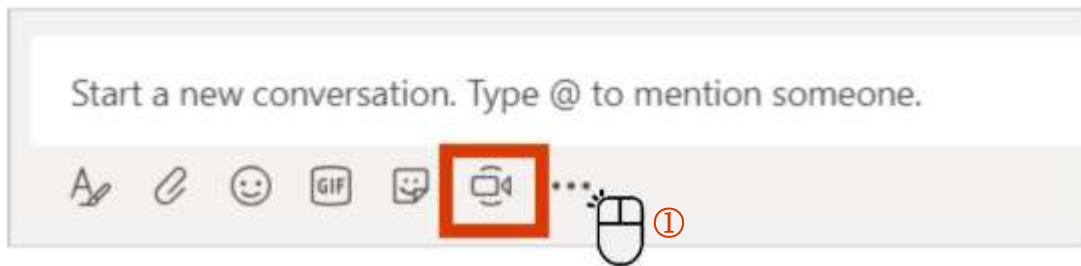 Start a new conversation. Type @ to mention someone.
GIF
①